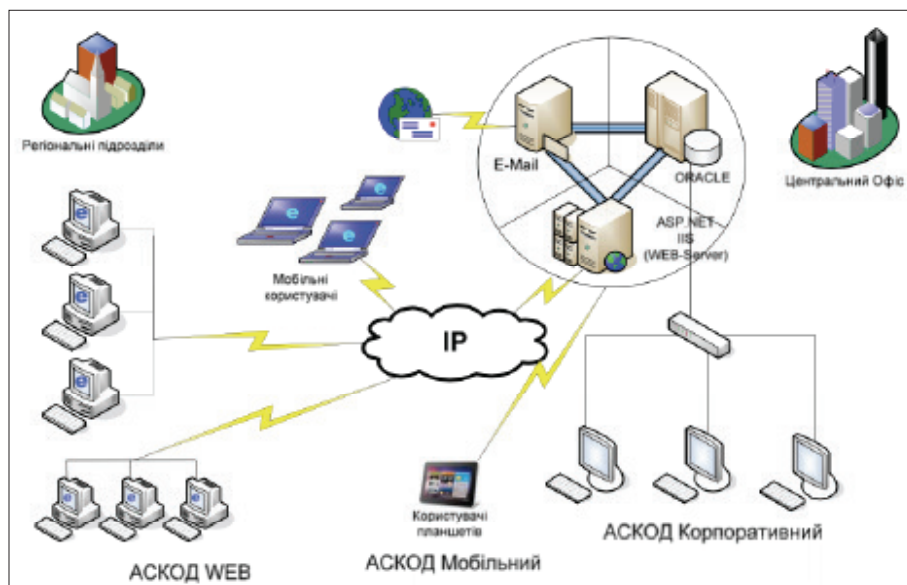 Регіональні підрозділи
E-Mail
ORACLE
Центральний Офіс
ASP.NET
IIS
(WEB-Server)
Мобільні
користувачі
IP
Користувачі
планшетів
АСКОД WEB
АСКОД Мобільний
АСКОД Корпоративний